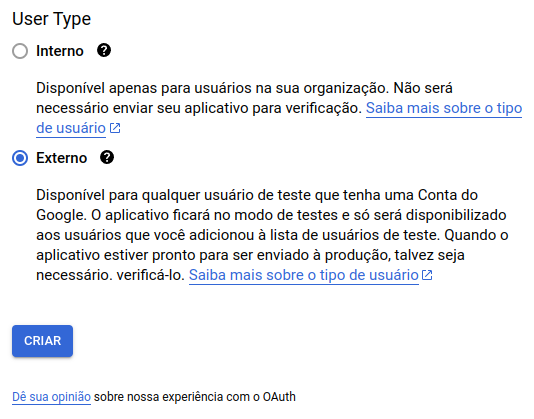 User Type
Interno
Disponível apenas para usuários na sua organização. Não será
necessário enviar seu aplicativo para verificação. Saiba mais sobre o tipo
de usuário
Externo
Disponível para qualquer usuário de teste que tenha uma Conta do
Google. O aplicativo ficará no modo de testes e só será disponibilizado
aos usuários que você adicionou à lista de usuários de teste. Quando o
aplicativo estiver pronto para ser enviado à produção, talvez seja
necessário. verificá-lo. Saiba mais sobre o tipo de usuário
CRIAR
Dê sua opinião sobre nossa experiência com o OAuth